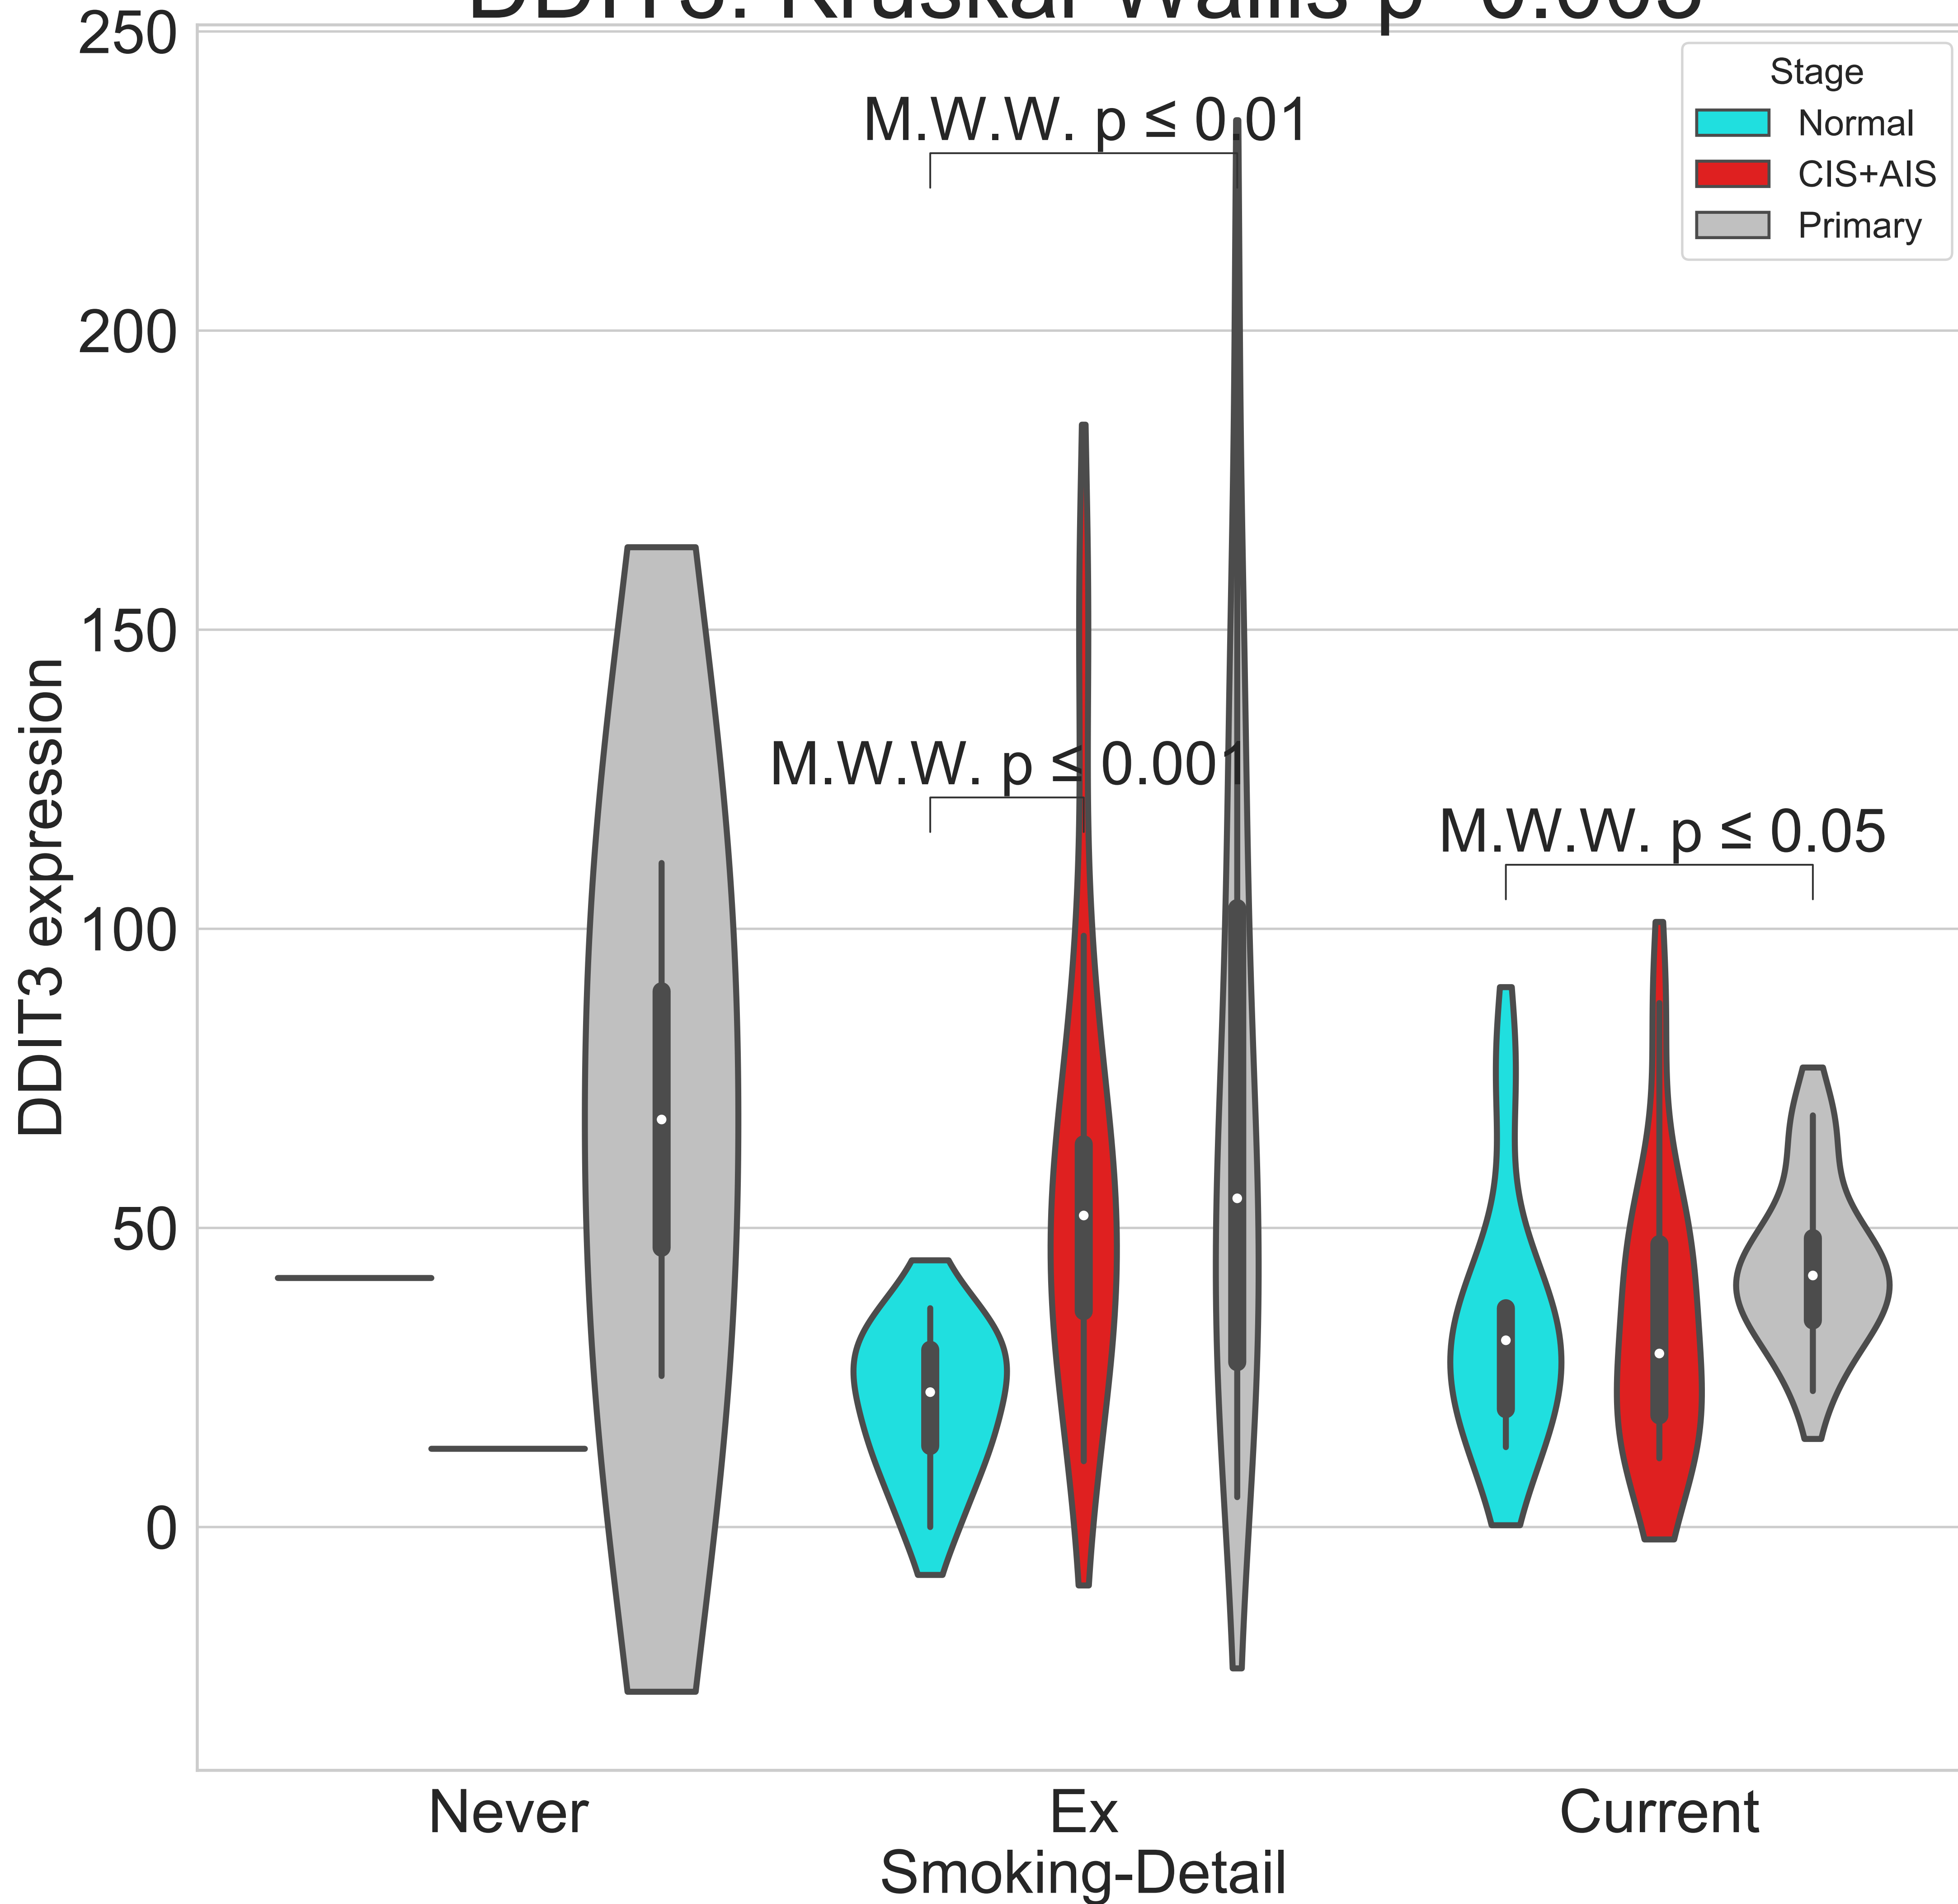 250
200
150
100
50
0
DDIT3 expression
Stage
Normal
CIS+AIS
Primary
M.W.W. p ≤ 0.01
M.W.W. p ≤ 0.001
M.W.W. p ≤ 0.05
Never
Ex
Current
Smoking-Detail